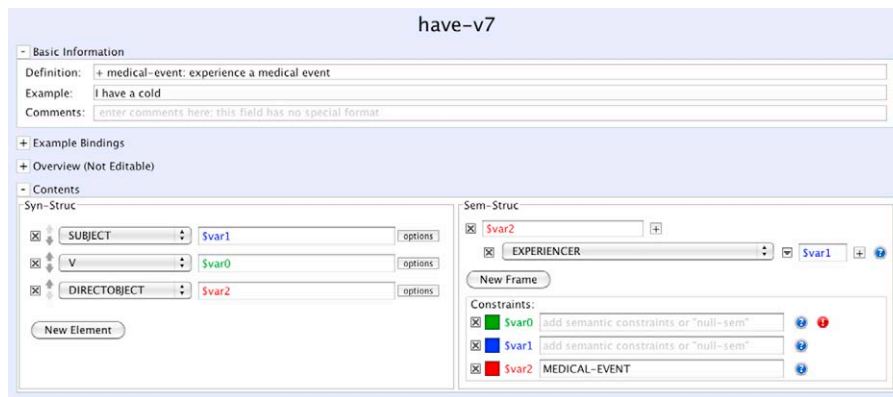 have-v7
- Basic Information
Definition: + medical-event: experience a medical event
Example: I have a cold
Comments: enter comments here; this field has no special format
+ Example Bindings
+ Overview (Not Editable)
- Contents
Syn-Struc
SUBJECT $var1 options
V $var0
DIRECTOBJECT $var2 options
New Element
Sem-Struc
$var2 +
EXPERIENCER $var1 + ?
New Frame
Constraints:
$var0 add semantic constraints or "null-sem" ? !
$var1 add semantic constraints or "null-sem" ?
$var2 MEDICAL-EVENT ?